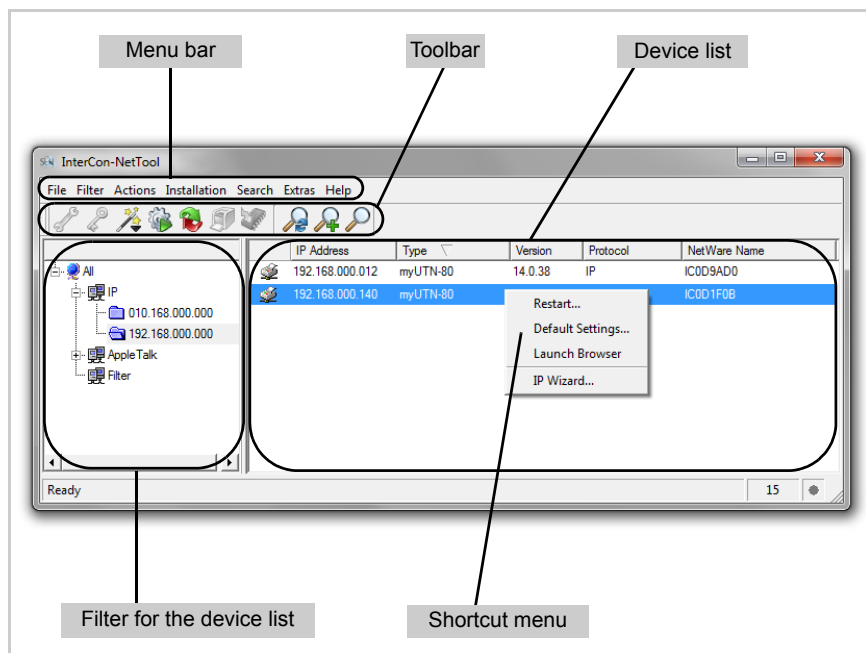 Menu bar
Toolbar
Device list
InterCon-NetTool
File Filter Actions Installation Search Extras Help
IP Address Type Version Protocol NetWare Name
All
IP
010.168.000.000
192.168.000.000
AppleTalk
Filter
192.168.000.012 myUTN-80 14.0.38 IP IC0D9AD0
192.168.000.140 myUTN-80 IC0D1F0B
Restart...
Default Settings...
Launch Browser
IP Wizard...
Ready
15
Filter for the device list
Shortcut menu